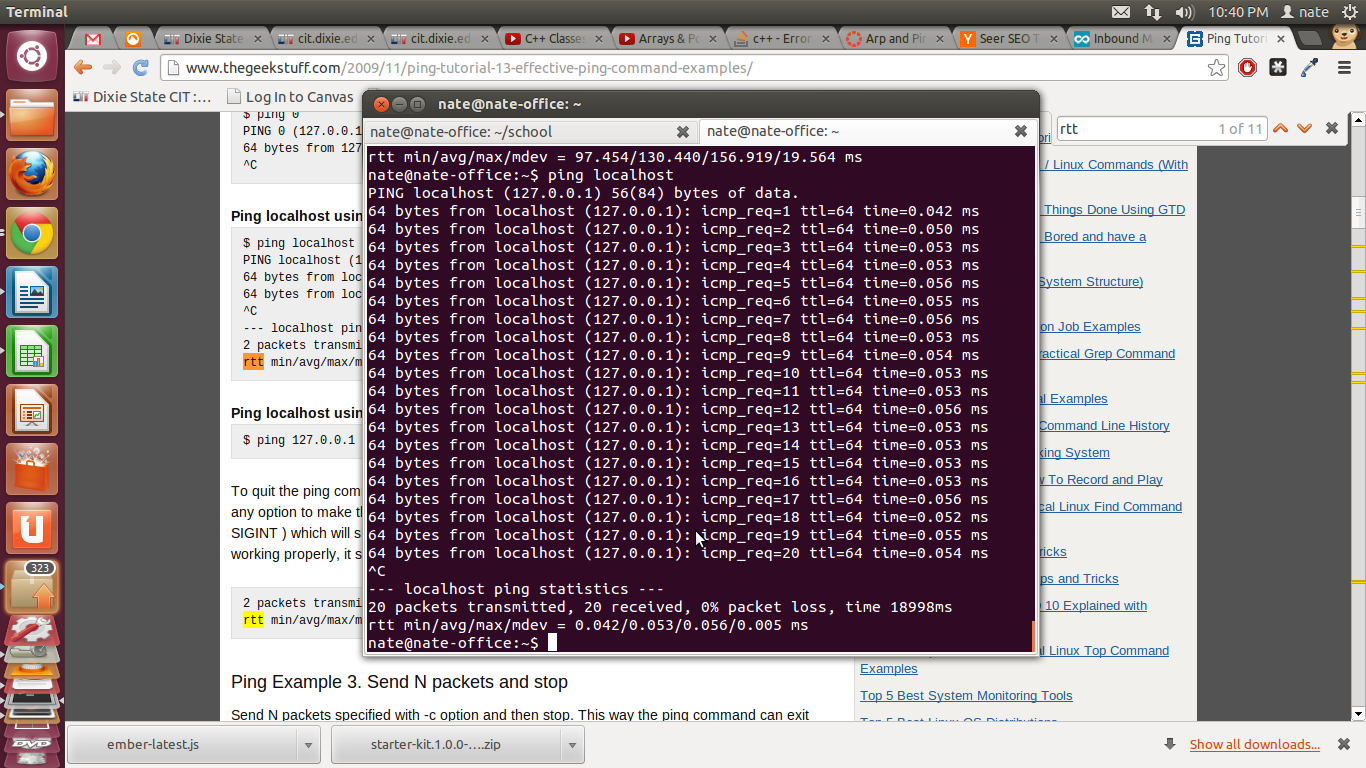 Terminal
10:40 PM
nate
Dixie State
cit.dixie.ed
cit.dixie.ed
C++ Classe
Arrays & Po
c++ - Error
Arp and Pin
Seer SEO T
Inbound M
Ping Tutori
www.thegeekstuff.com/2009/11/ping-tutorial-13-effective-ping-command-examples/
Dixie State CIT :...
Log In to Canvas
rtt
1 of 11
nate@nate-office: ~
nate@nate-office: ~/school
nate@nate-office: ~
rtt min/avg/max/mdev = 97.454/130.440/156.919/19.564 ms
nate@nate-office:~$ ping localhost
PING localhost (127.0.0.1) 56(84) bytes of data.
64 bytes from localhost (127.0.0.1): icmp_req=1 ttl=64 time=0.042 ms
64 bytes from localhost (127.0.0.1): icmp_req=2 ttl=64 time=0.050 ms
64 bytes from localhost (127.0.0.1): icmp_req=3 ttl=64 time=0.053 ms
64 bytes from localhost (127.0.0.1): icmp_req=4 ttl=64 time=0.053 ms
64 bytes from localhost (127.0.0.1): icmp_req=5 ttl=64 time=0.056 ms
64 bytes from localhost (127.0.0.1): icmp_req=6 ttl=64 time=0.055 ms
64 bytes from localhost (127.0.0.1): icmp_req=7 ttl=64 time=0.056 ms
64 bytes from localhost (127.0.0.1): icmp_req=8 ttl=64 time=0.053 ms
64 bytes from localhost (127.0.0.1): icmp_req=9 ttl=64 time=0.054 ms
64 bytes from localhost (127.0.0.1): icmp_req=10 ttl=64 time=0.053 ms
64 bytes from localhost (127.0.0.1): icmp_req=11 ttl=64 time=0.053 ms
64 bytes from localhost (127.0.0.1): icmp_req=12 ttl=64 time=0.056 ms
64 bytes from localhost (127.0.0.1): icmp_req=13 ttl=64 time=0.053 ms
64 bytes from localhost (127.0.0.1): icmp_req=14 ttl=64 time=0.053 ms
64 bytes from localhost (127.0.0.1): icmp_req=15 ttl=64 time=0.053 ms
64 bytes from localhost (127.0.0.1): icmp_req=16 ttl=64 time=0.053 ms
64 bytes from localhost (127.0.0.1): icmp_req=17 ttl=64 time=0.056 ms
64 bytes from localhost (127.0.0.1): icmp_req=18 ttl=64 time=0.052 ms
64 bytes from localhost (127.0.0.1): icmp_req=19 ttl=64 time=0.055 ms
64 bytes from localhost (127.0.0.1): icmp_req=20 ttl=64 time=0.054 ms
^C
--- localhost ping statistics ---
20 packets transmitted, 20 received, 0% packet loss, time 18998ms
rtt min/avg/max/mdev = 0.042/0.053/0.056/0.005 ms
nate@nate-office:~$
$ ping 0
PING 0 (127.0.0.1
64 bytes from 127
^C
Ping localhost usin
$ ping localhost
PING localhost (1
64 bytes from loc
64 bytes from loc
^C
--- localhost pin
2 packets transmi
rtt min/avg/max/m
Ping localhost usin
$ ping 127.0.0.1
To quit the ping com
any option to make th
SIGINT ) which will s
working properly, it s
2 packets transmi
rtt min/avg/max/m
Ping Example 3. Send N packets and stop
Send N packets specified with -c option and then stop. This way the ping command can exit
/ Linux Commands (With
Things Done Using GTD
Bored and have a
System Structure)
on Job Examples
ractical Grep Command
al Examples
Command Line History
king System
w To Record and Play
cal Linux Find Command
ricks
ps and Tricks
10 Explained with
al Linux Top Command
Examples
Top 5 Best System Monitoring Tools
Top 5 Best Linux OS Distributions
323
ember-latest.js
starter-kit.1.0.0-....zip
Show all downloads...